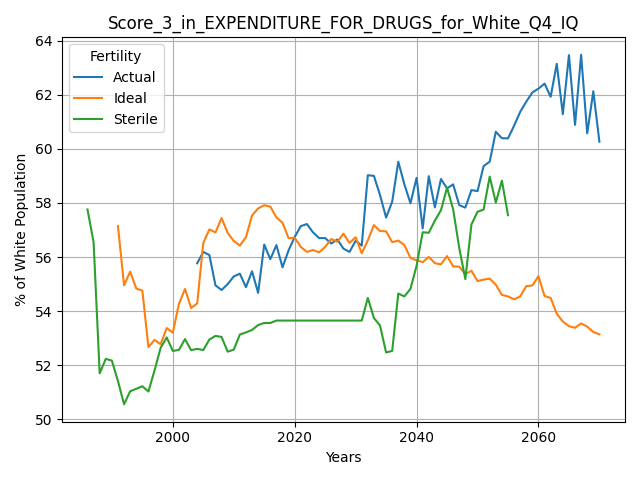 Score_3_in_EXPENDITURE_FOR_DRUGS_for_White_Q4_IQ
% of White Population
64
62
60
58
56
54
52
50
Fertility
Actual
Ideal
Sterile
2000
2020
2040
2060
Years